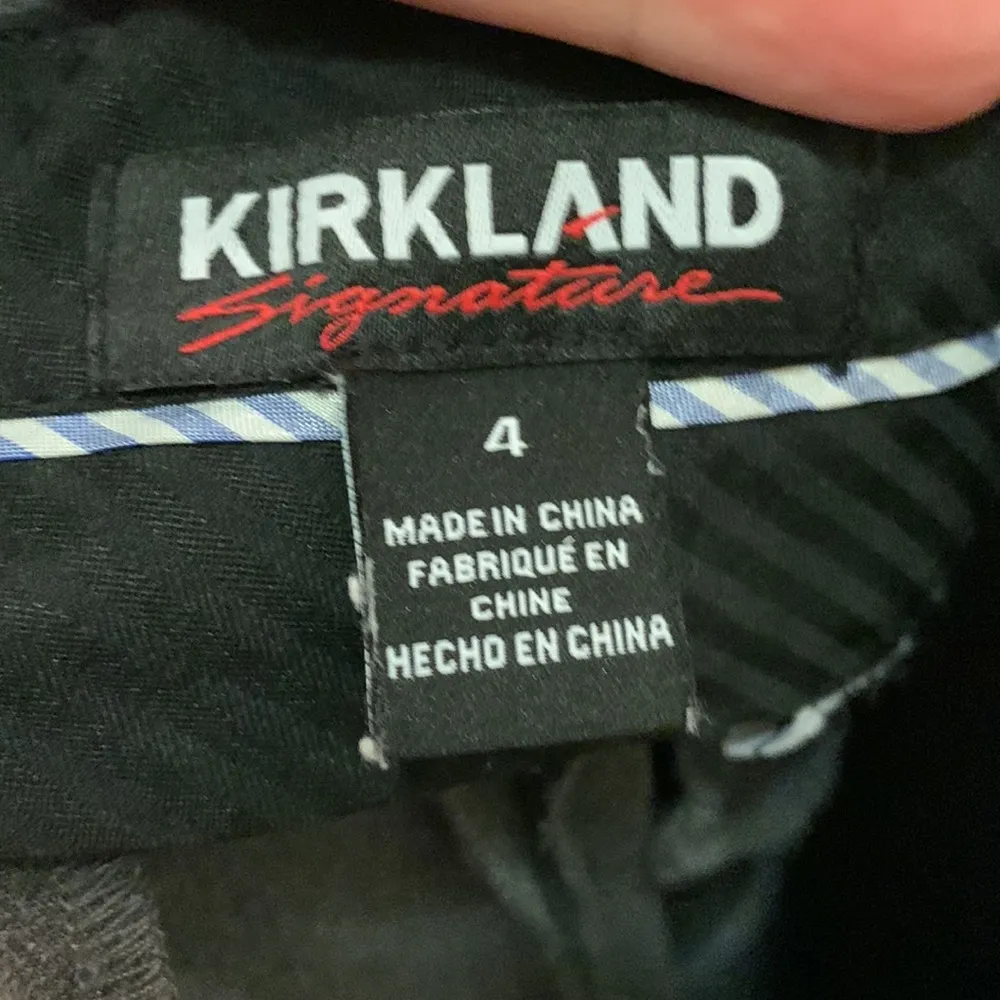 KIRKLAND
Signature
4
MADE IN CHINA
FABRIQUÉ EN
CHINE
HECHO EN CHINA